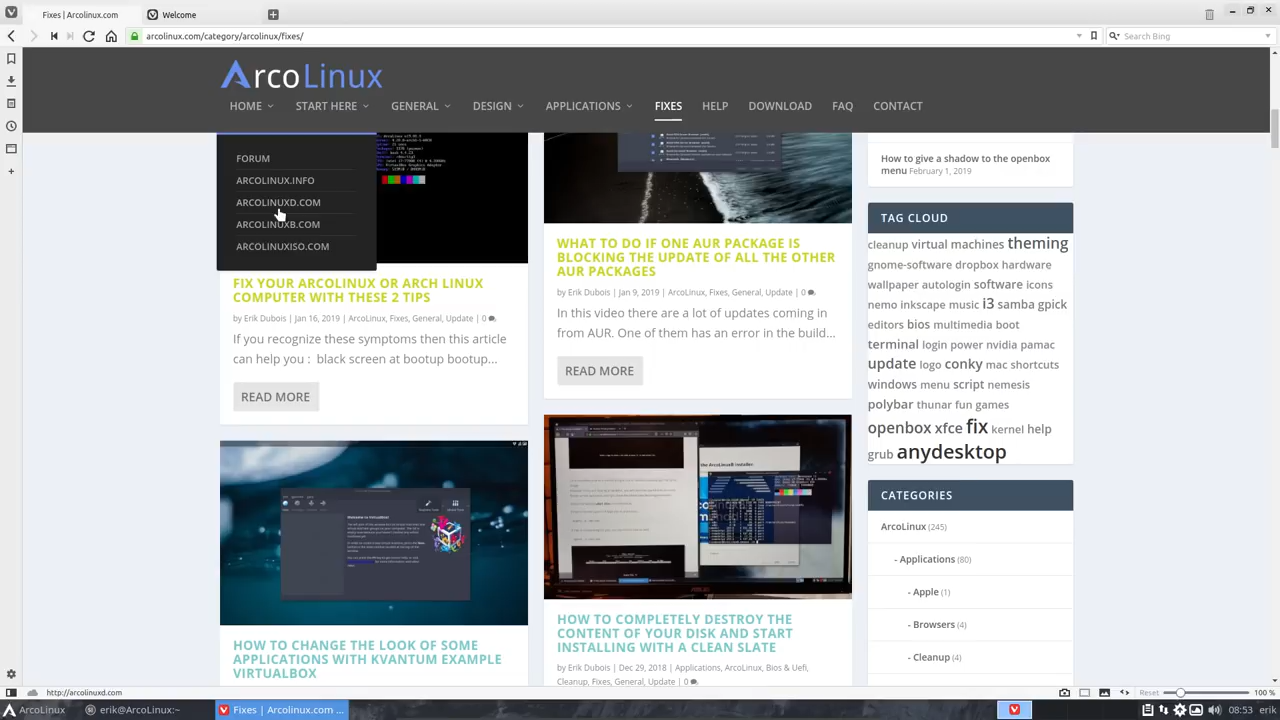 Fixes | Arcolinux.com
Welcome
arcolinux.com/category/arcolinux/fixes/
Search Bing
ArcoLinux
HOME
START HERE
GENERAL
DESIGN
APPLICATIONS
FIXES
HELP
DOWNLOAD
FAQ
CONTACT
FORUM
ARCOLINUX.INFO
ARCOLINUXD.COM
ARCOLINUXB.COM
ARCOLINUXISO.COM
FIX YOUR ARCOLINUX OR ARCH LINUX
COMPUTER WITH THESE 2 TIPS
by Erik Dubois | Jan 16, 2019 | ArcoLinux, Fixes, General, Update | 0
If you recognize these symptoms then this article
can help you : black screen at bootup bootup...
READ MORE
HOW TO CHANGE THE LOOK OF SOME
APPLICATIONS WITH KVANTUM EXAMPLE
VIRTUALBOX
WHAT TO DO IF ONE AUR PACKAGE IS
BLOCKING THE UPDATE OF ALL THE OTHER
AUR PACKAGES
by Erik Dubois | Jan 9, 2019 | ArcoLinux, Fixes, General, Update | 0
In this video there are a lot of updates coming in
from AUR. One of them has an error in the build...
READ MORE
HOW TO COMPLETELY DESTROY THE
CONTENT OF YOUR DISK AND START
INSTALLING WITH A CLEAN SLATE
by Erik Dubois | Dec 29, 2018 | Applications, ArcoLinux, Bios & Uefi,
Cleanup, Fixes, General, Update | 0
How to give a shadow to the openbox
menu February 1, 2019
TAG CLOUD
cleanup virtual machines theming
gnome-software dropbox hardware
wallpaper autologin software icons
nemo inkscape music i3 samba gpick
editors bios multimedia boot
terminal login power nvidia pamac
update logo conky mac shortcuts
windows menu script nemesis
polybar thunar fun games
openbox xfce fix kernel help
grub anydesktop
CATEGORIES
ArcoLinux (245)
- Applications (80)
- Apple (1)
- Browsers (4)
- Cleanup (4)
http://arcolinuxd.com
Reset
100 %
ArcoLinux
erik@ArcoLinux:~
Fixes | Arcolinux.com ...
08:53
erik